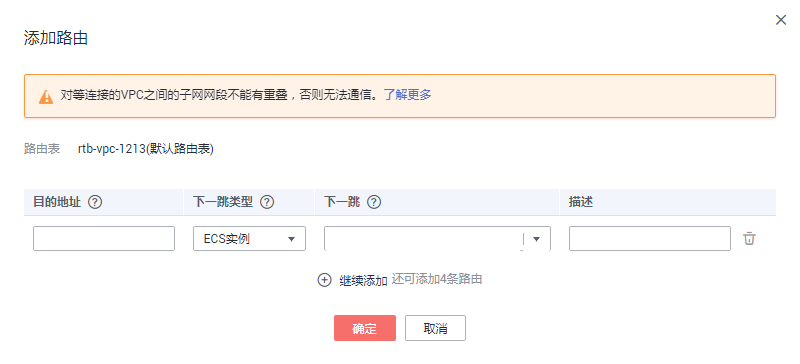 添加路由
对等连接的VPC之间的子网网段不能有重叠，否则无法通信。了解更多
路由表 rtb-vpc-1213(默认路由表)
目的地址 ? 下一跳类型 ? 下一跳 ? 描述
ECS实例
继续添加 还可添加4条路由
确定 取消